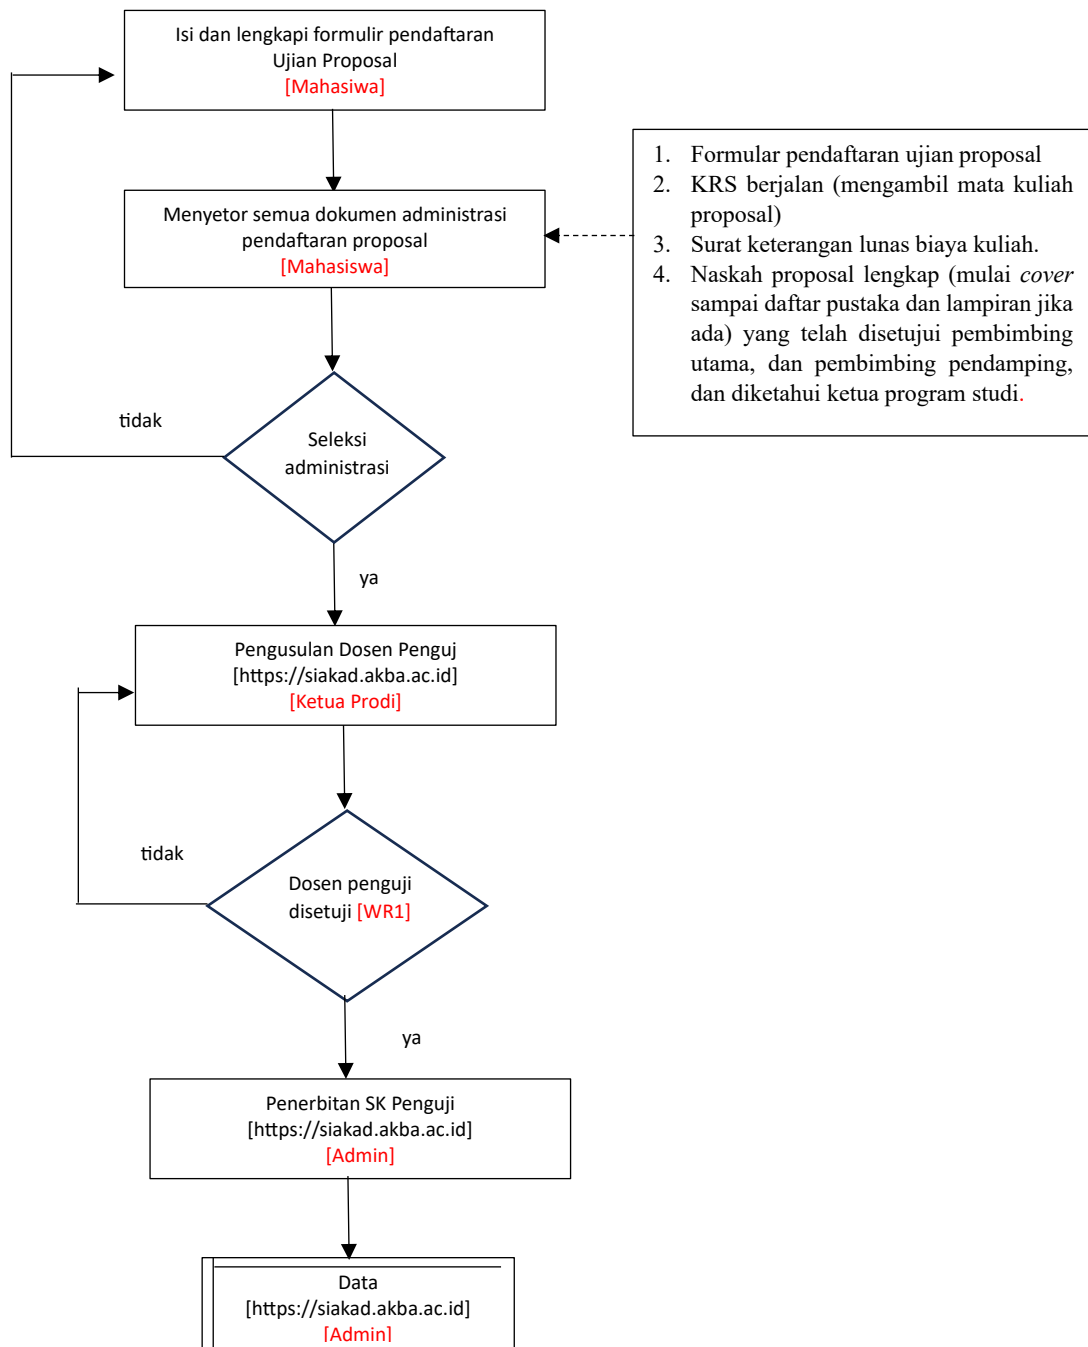 Isi dan lengkapi formulir pendaftaran
Ujian Proposal
[Mahasiwa]
Menyetor semua dokumen administrasi
pendaftaran proposal
[Mahasiswa]
1. Formular pendaftaran ujian proposal
2. KRS berjalan (mengambil mata kuliah
proposal)
3. Surat keterangan lunas biaya kuliah.
4. Naskah proposal lengkap (mulai cover
sampai daftar pustaka dan lampiran jika
ada) yang telah disetujui pembimbing
utama, dan pembimbing pendamping,
dan diketahui ketua program studi.
tidak
Seleksi
administrasi
ya
Pengusulan Dosen Penguj
[https://siakad.akba.ac.id]
[Ketua Prodi]
tidak
Dosen penguji
disetuji [WR1]
ya
Penerbitan SK Penguji
[https://siakad.akba.ac.id]
[Admin]
Data
[https://siakad.akba.ac.id]
[Admin]